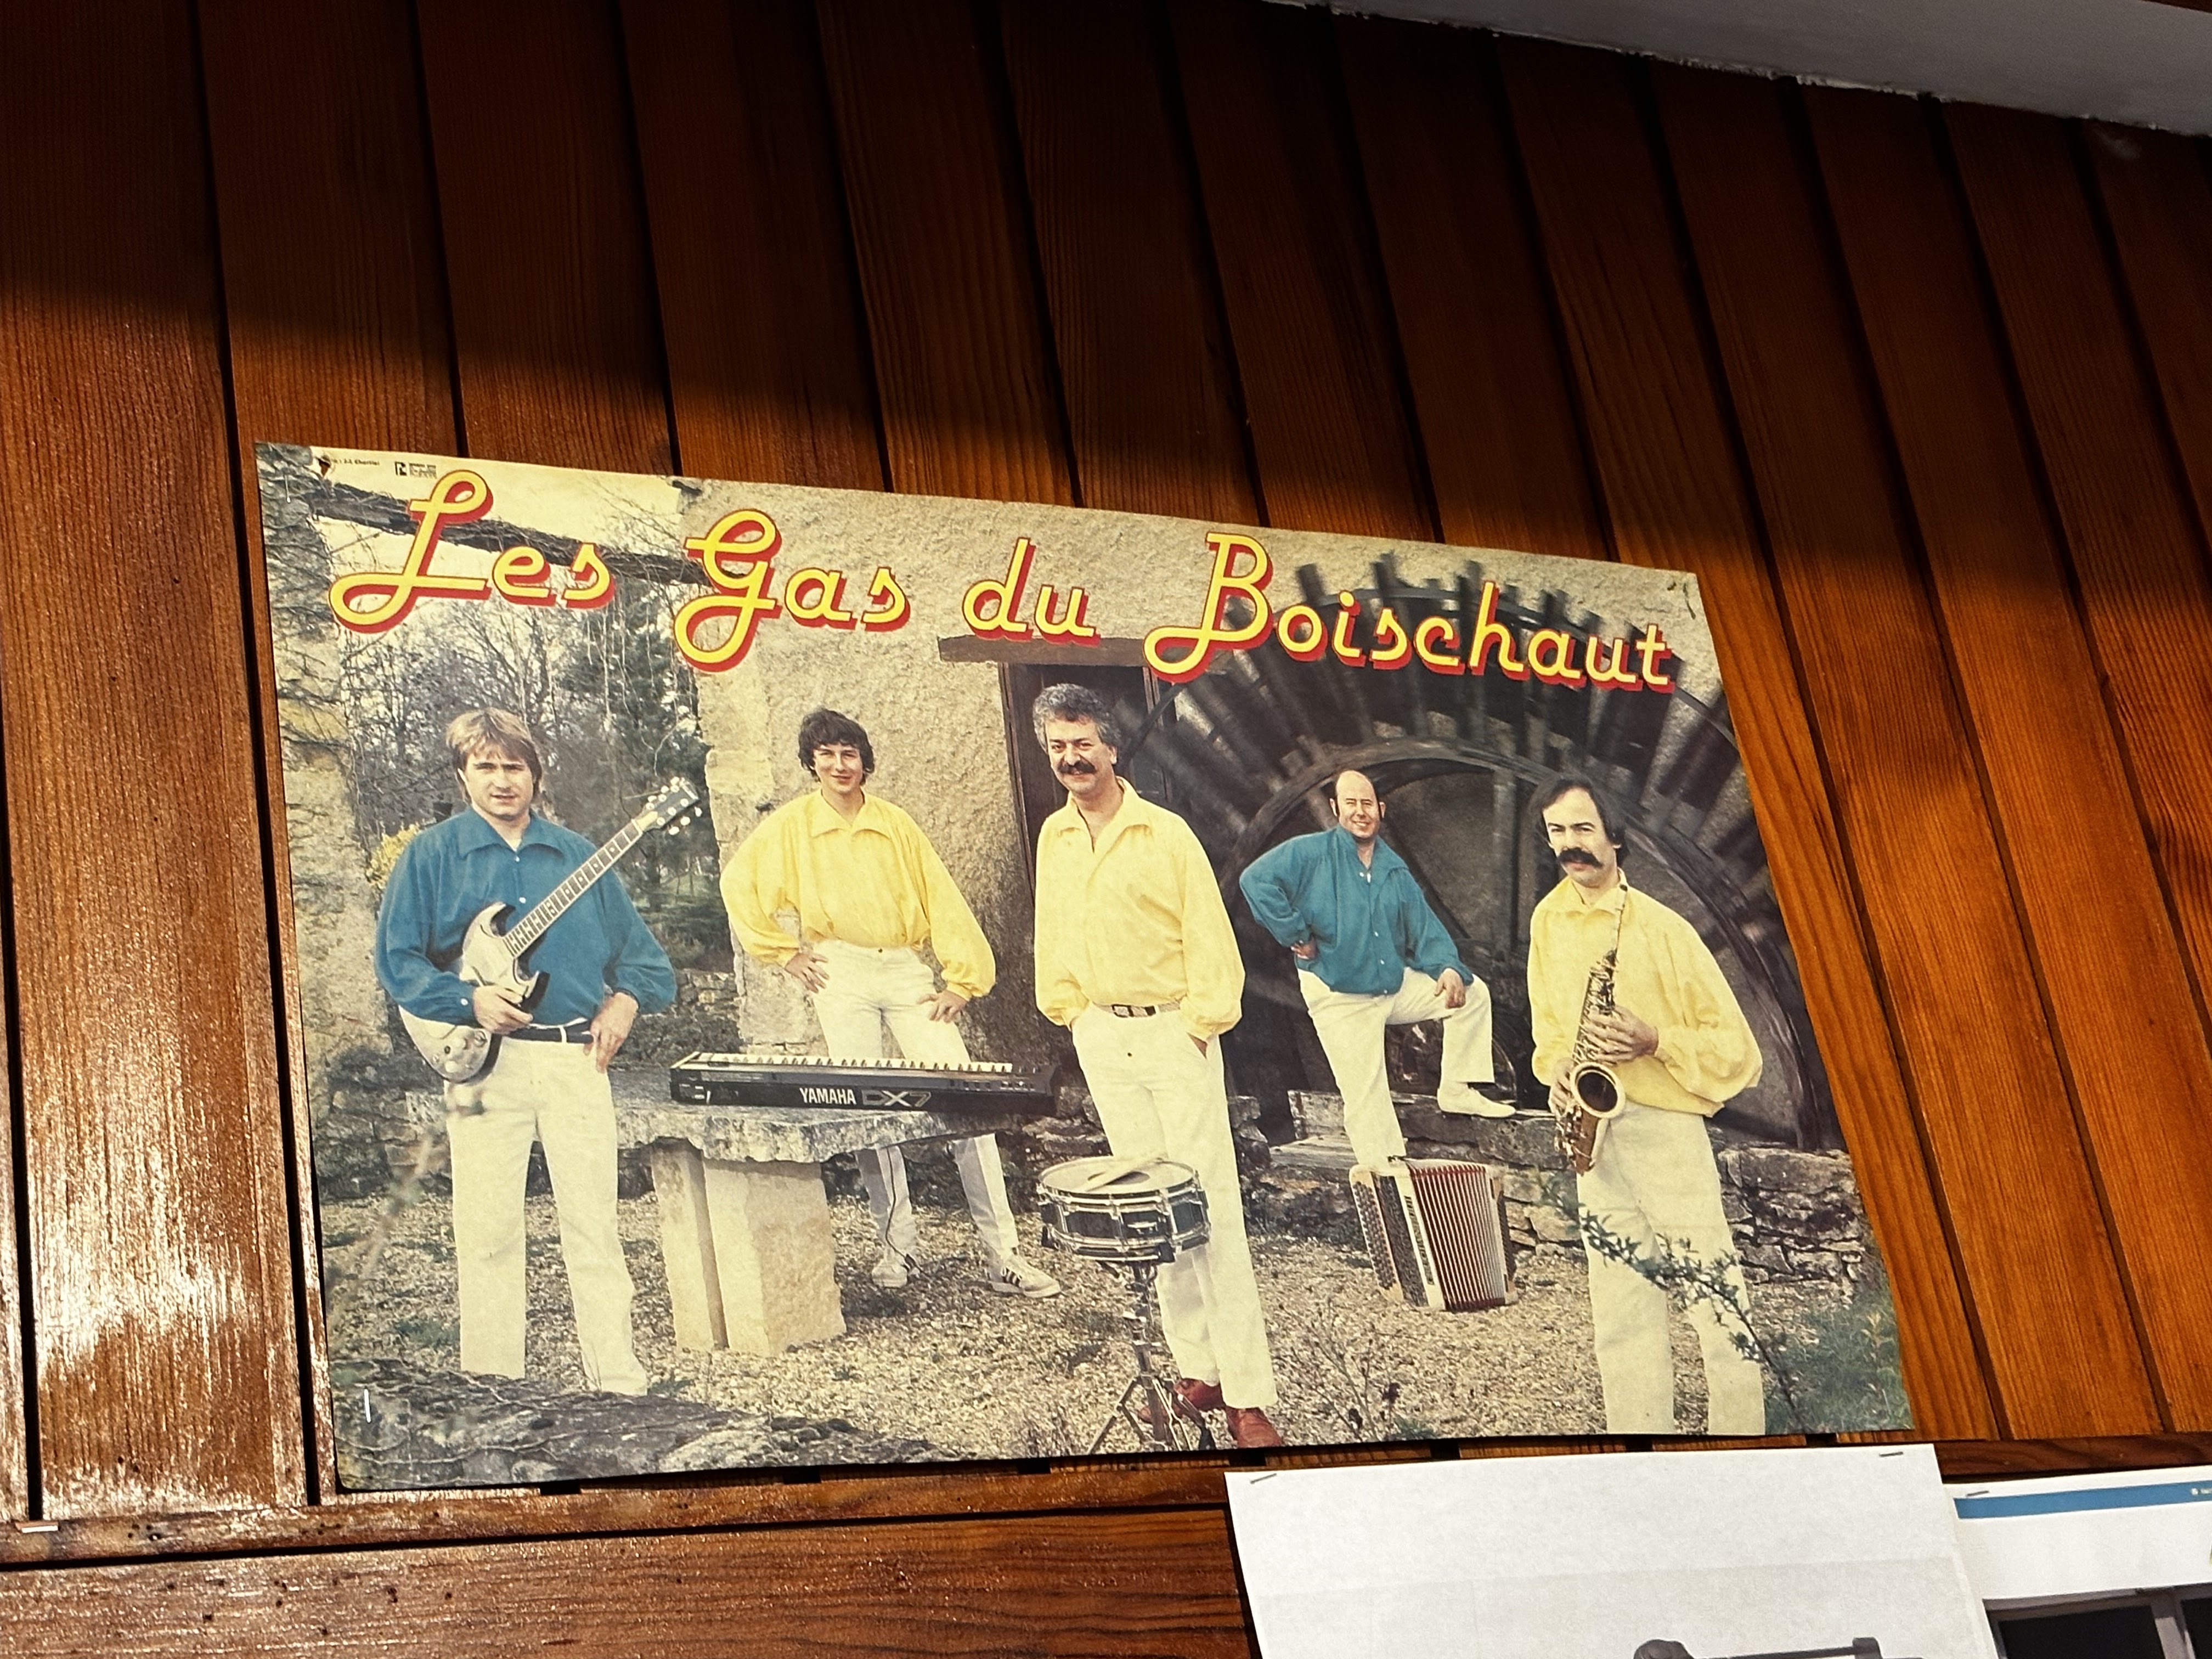 Les Gas du Boischaut
YAMAHA DX7